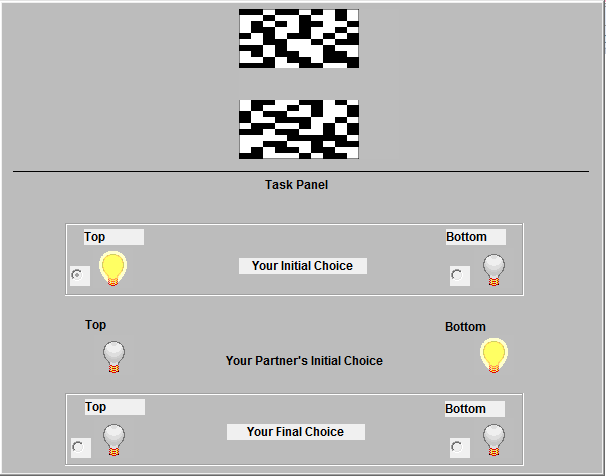 Task Panel
Top
Bottom
Your Initial Choice
Top
Bottom
Your Partner's Initial Choice
Top
Bottom
Your Final Choice